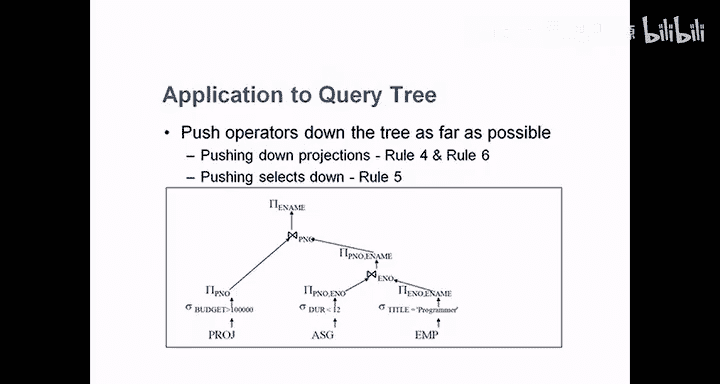 bilibili
Application to Query Tree
• Push operators down the tree as far as possible
– Pushing down projections - Rule 4 & Rule 6
– Pushing selects down - Rule 5
Π ENAME
⋈ PNO
Π PNO,ENAME
⋈ ENO
Π PNO Π PNO,ENO Π ENO,ENAME
σ BUDGET>100000 σ DUR < 12 σ TITLE = 'Programmer'
PROJ ASG EMP